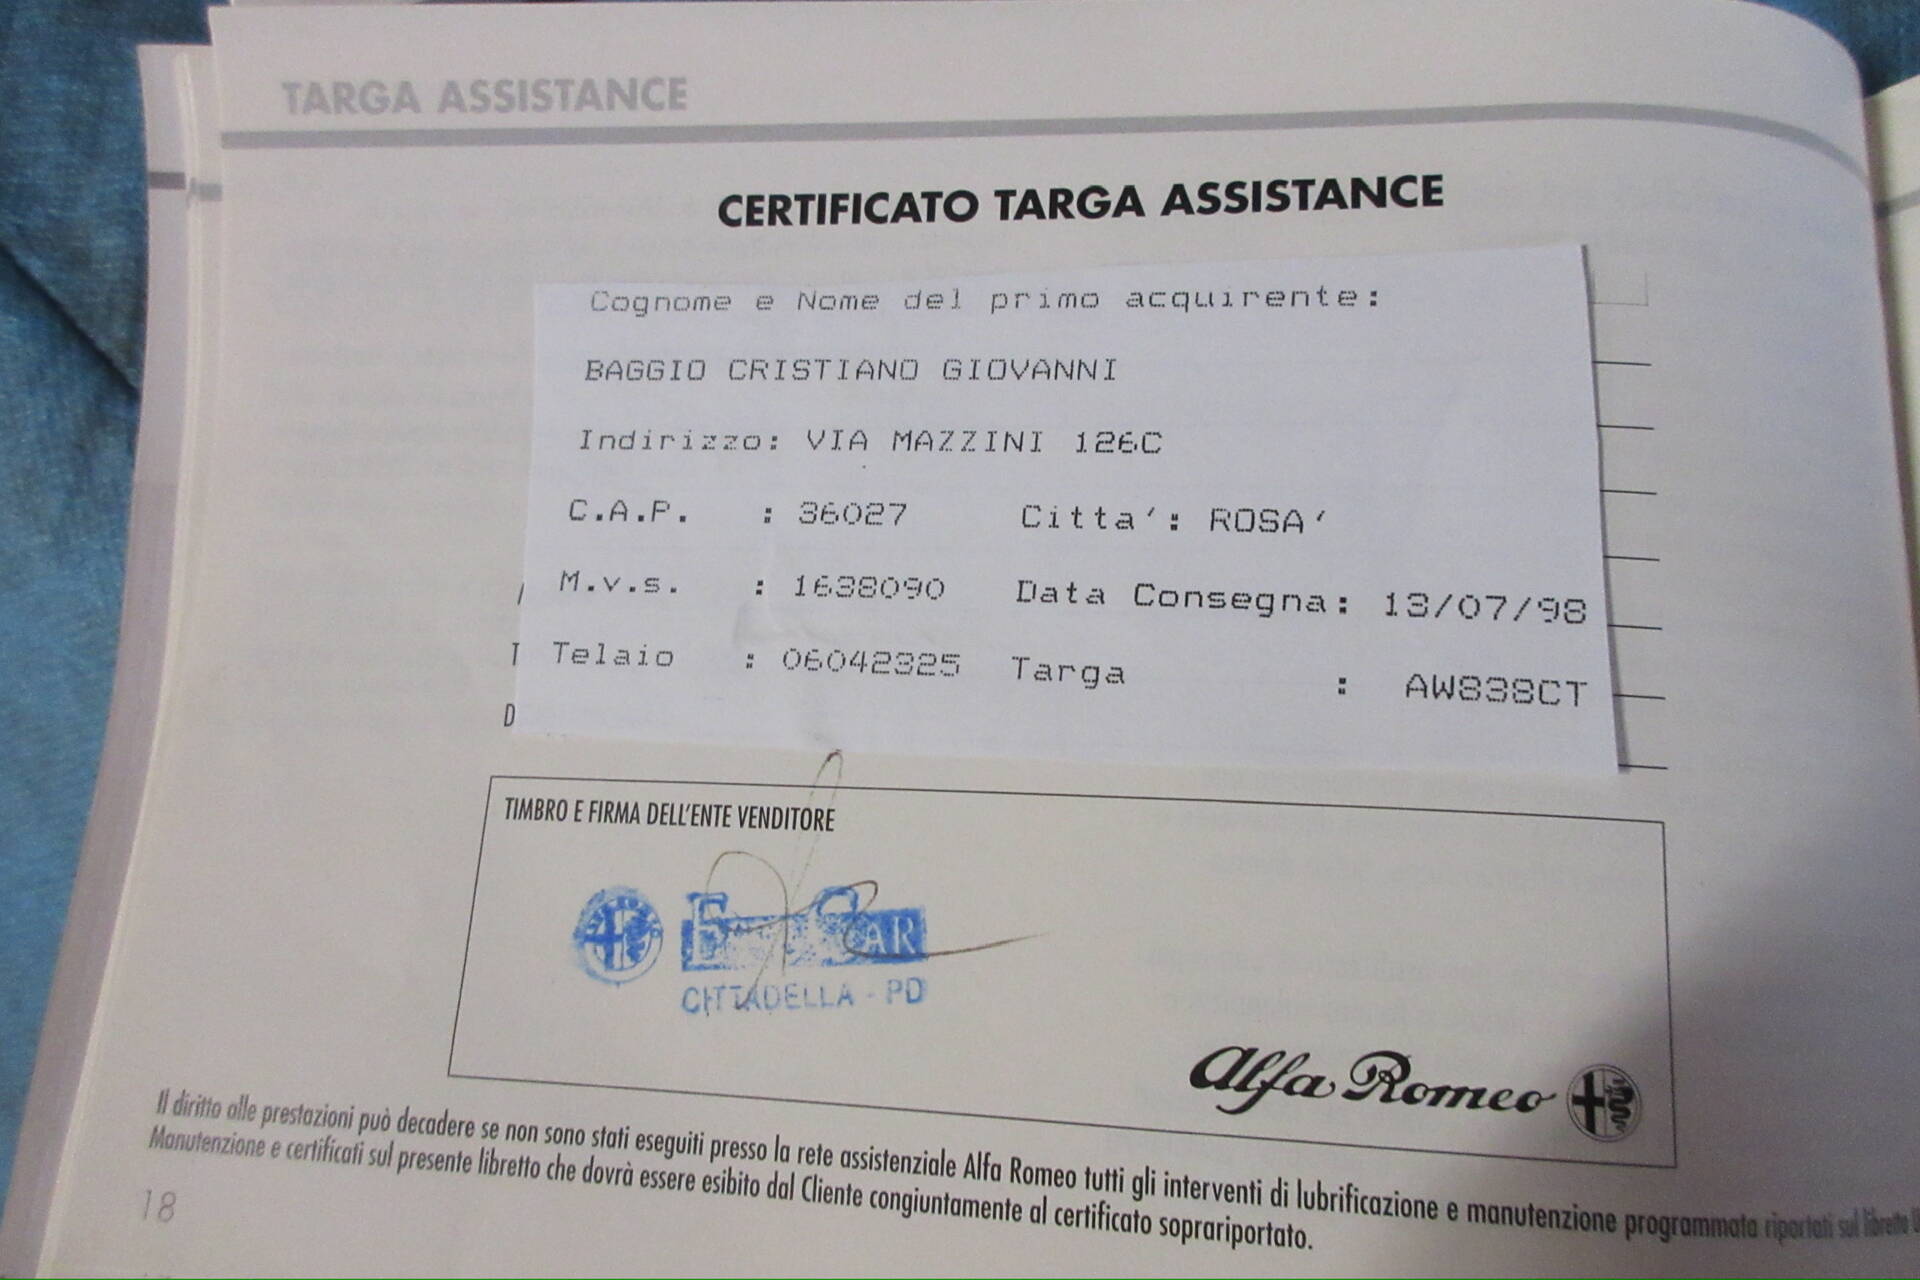 TARGA ASSISTANCE
CERTIFICATO TARGA ASSISTANCE
Cognome e Nome del primo acquirente:
BAGGIO CRISTIANO GIOVANNI
Indirizzo: VIA MAZZINI 126C
C.A.P. : 36027 Citta': ROSA'
M.v.s. : 1638090 Data Consegna: 13/07/98
Telaio : 06042325 Targa : AW838CT
D
TIMBRO E FIRMA DELL'ENTE VENDITORE
CAR
CITTADELLA - PD
Alfa Romeo
Il diritto alle prestazioni può decadere se non sono stati eseguiti presso la rete assistenziale Alfa Romeo tutti gli interventi di lubrificazione e manutenzione programmata riportati sul libretto
Manutenzione e certificati sul presente libretto che dovrà essere esibito dal Cliente congiuntamente al certificato soprariportato.
18